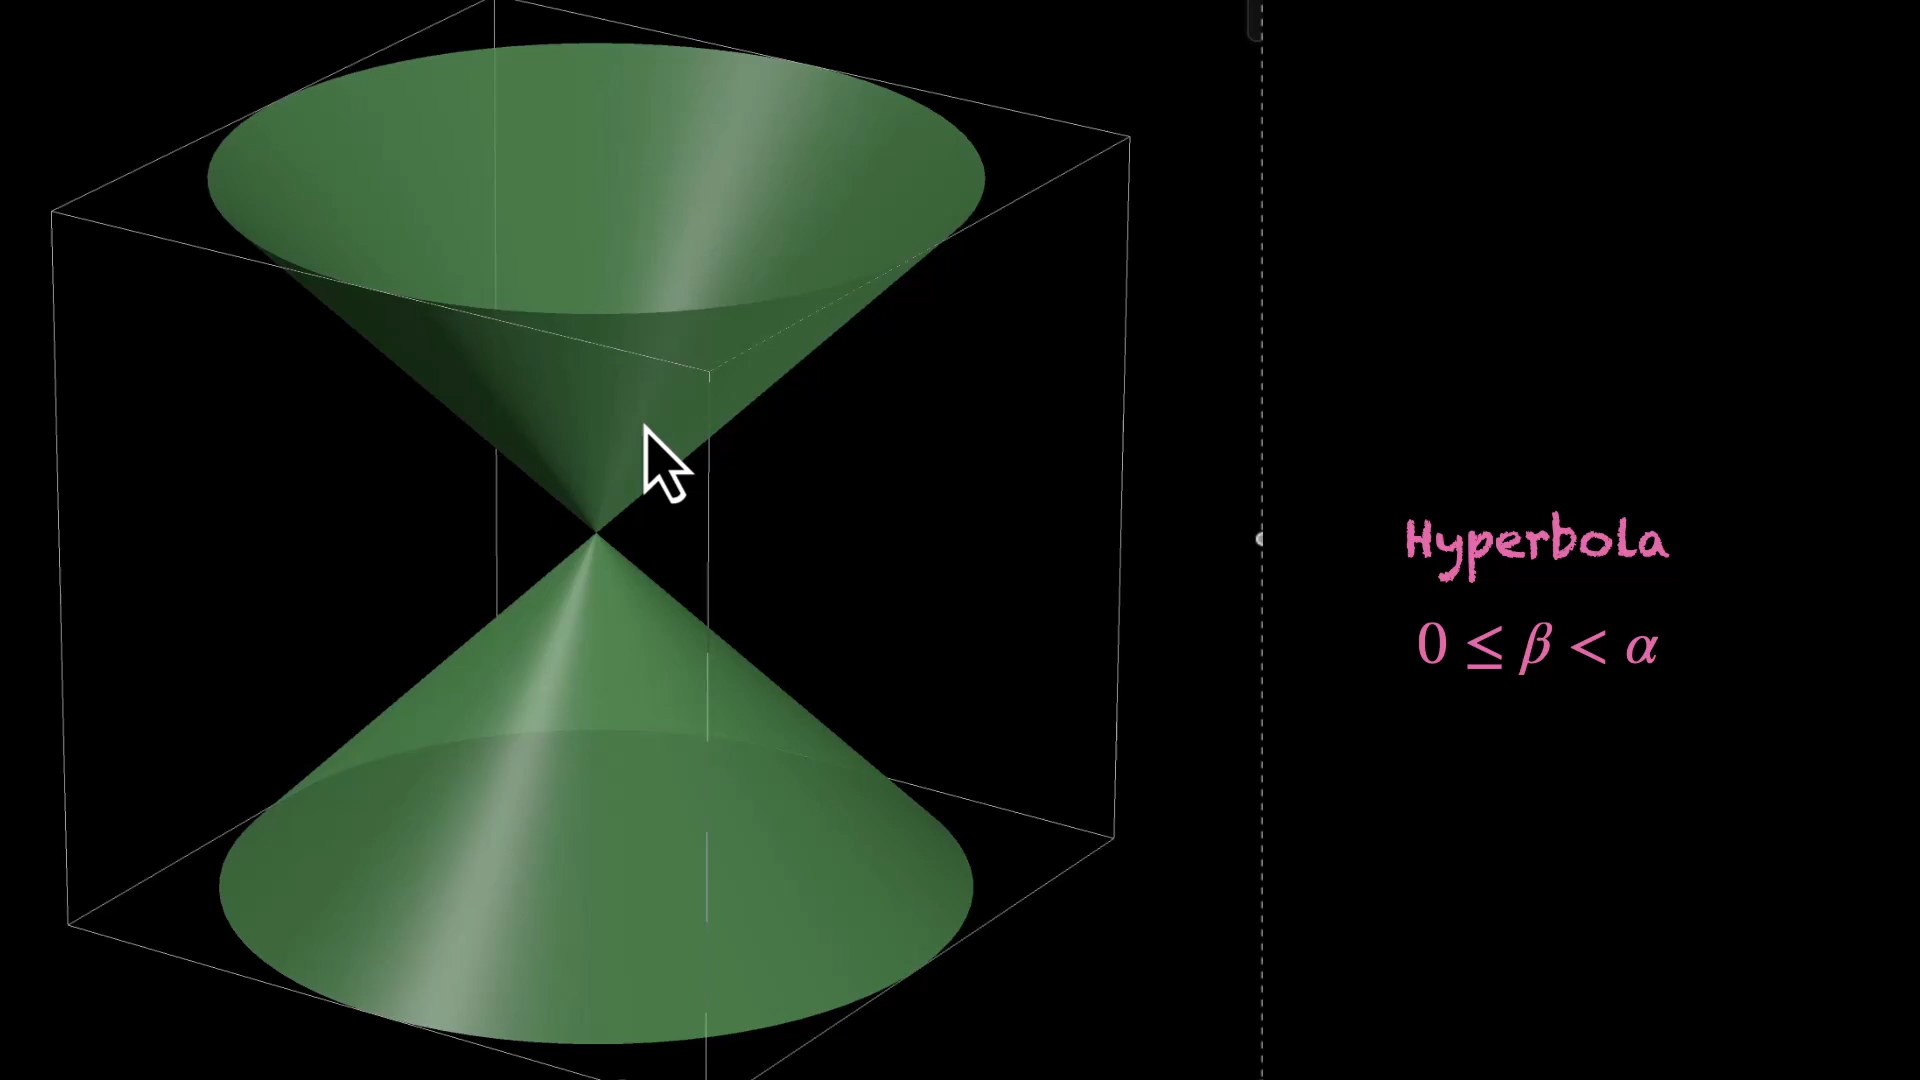 Hyperbola
0 ≤ β < α